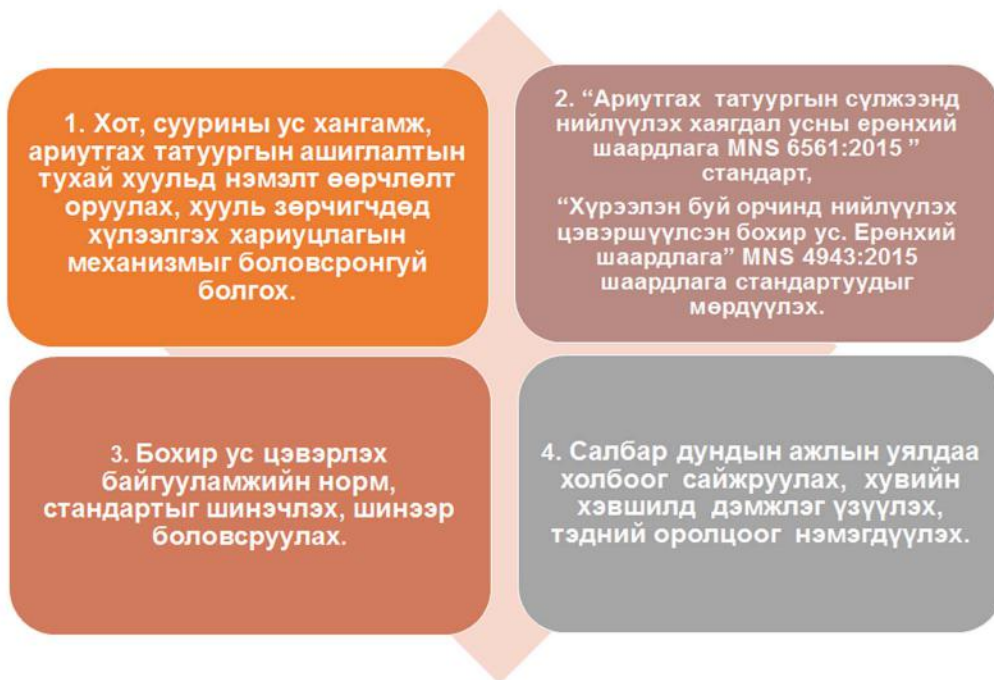 1. Хот, суурины ус хангамж,
ариутгах татуургын ашиглалтын
тухай хуульд нэмэлт өөрчлөлт
оруулах, хууль зөрчигчдөд
хүлээлгэх хариуцлагын
механизмыг боловсронгуй
болгох.
2. “Ариутгах татуургын сүлжээнд
нийлүүлэх хаягдал усны ерөнхий
шаардлага MNS 6561:2015 ”
стандарт,
“Хүрээлэн буй орчинд нийлүүлэх
цэвэршүүлсэн бохир ус. Ерөнхий
шаардлага” MNS 4943:2015
шаардлага стандартуудыг
мөрдүүлэх.
3. Бохир ус цэвэрлэх
байгууламжийн норм,
стандартыг шинэчлэх, шинээр
боловсруулах.
4. Салбар дундын ажлын уялдаа
холбоог сайжруулах, хувийн
хэвшилд дэмжлэг үзүүлэх,
тэдний оролцоог нэмэгдүүлэх.